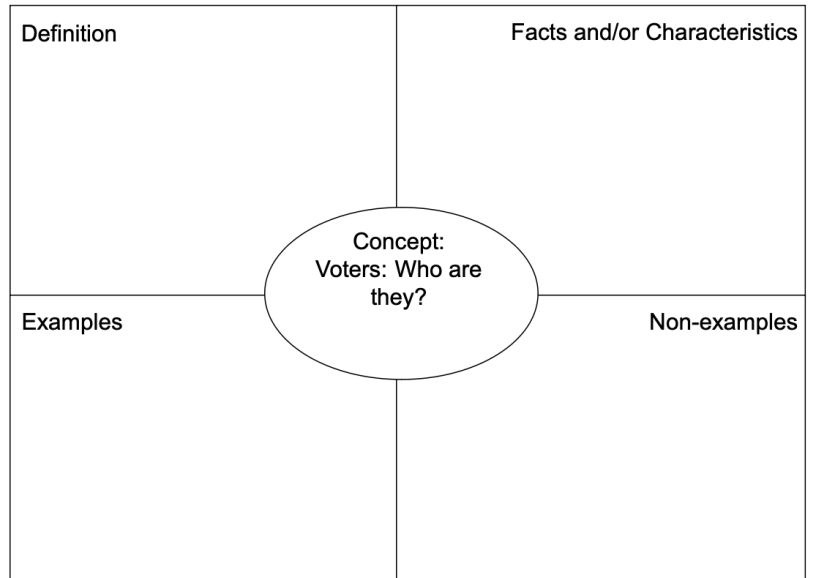 Definition
Facts and/or Characteristics
Concept:
Voters: Who are
they?
Examples
Non-examples